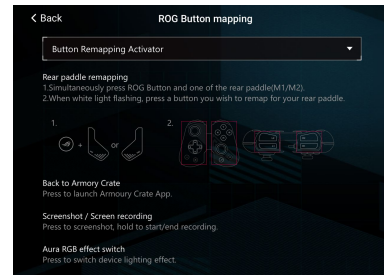 Back
ROG Button mapping
Button Remapping Activator
Rear paddle remapping
1.Simultaneously press ROG Button and one of the rear paddle(M1/M2).
2.When white light flashing, press a button you wish to remap for your rear paddle.
1.
2.
+
or
Back to Armory Crate
Press to launch Armoury Crate App.
Screenshot / Screen recording
Press to screenshot, hold to start/end recording.
Aura RGB effect switch
Press to switch device lighting effect.